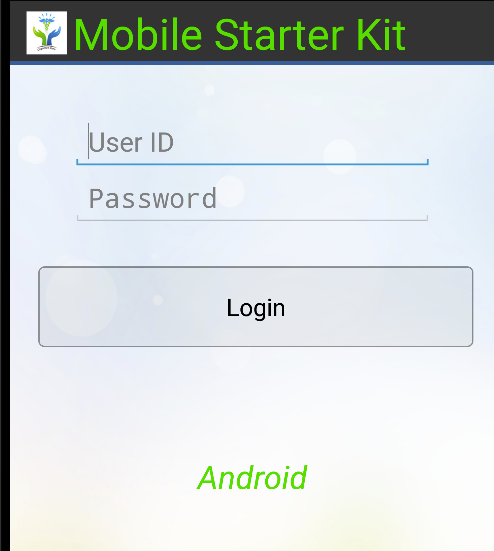 Mobile Starter Kit
User ID
Password
Login
Android